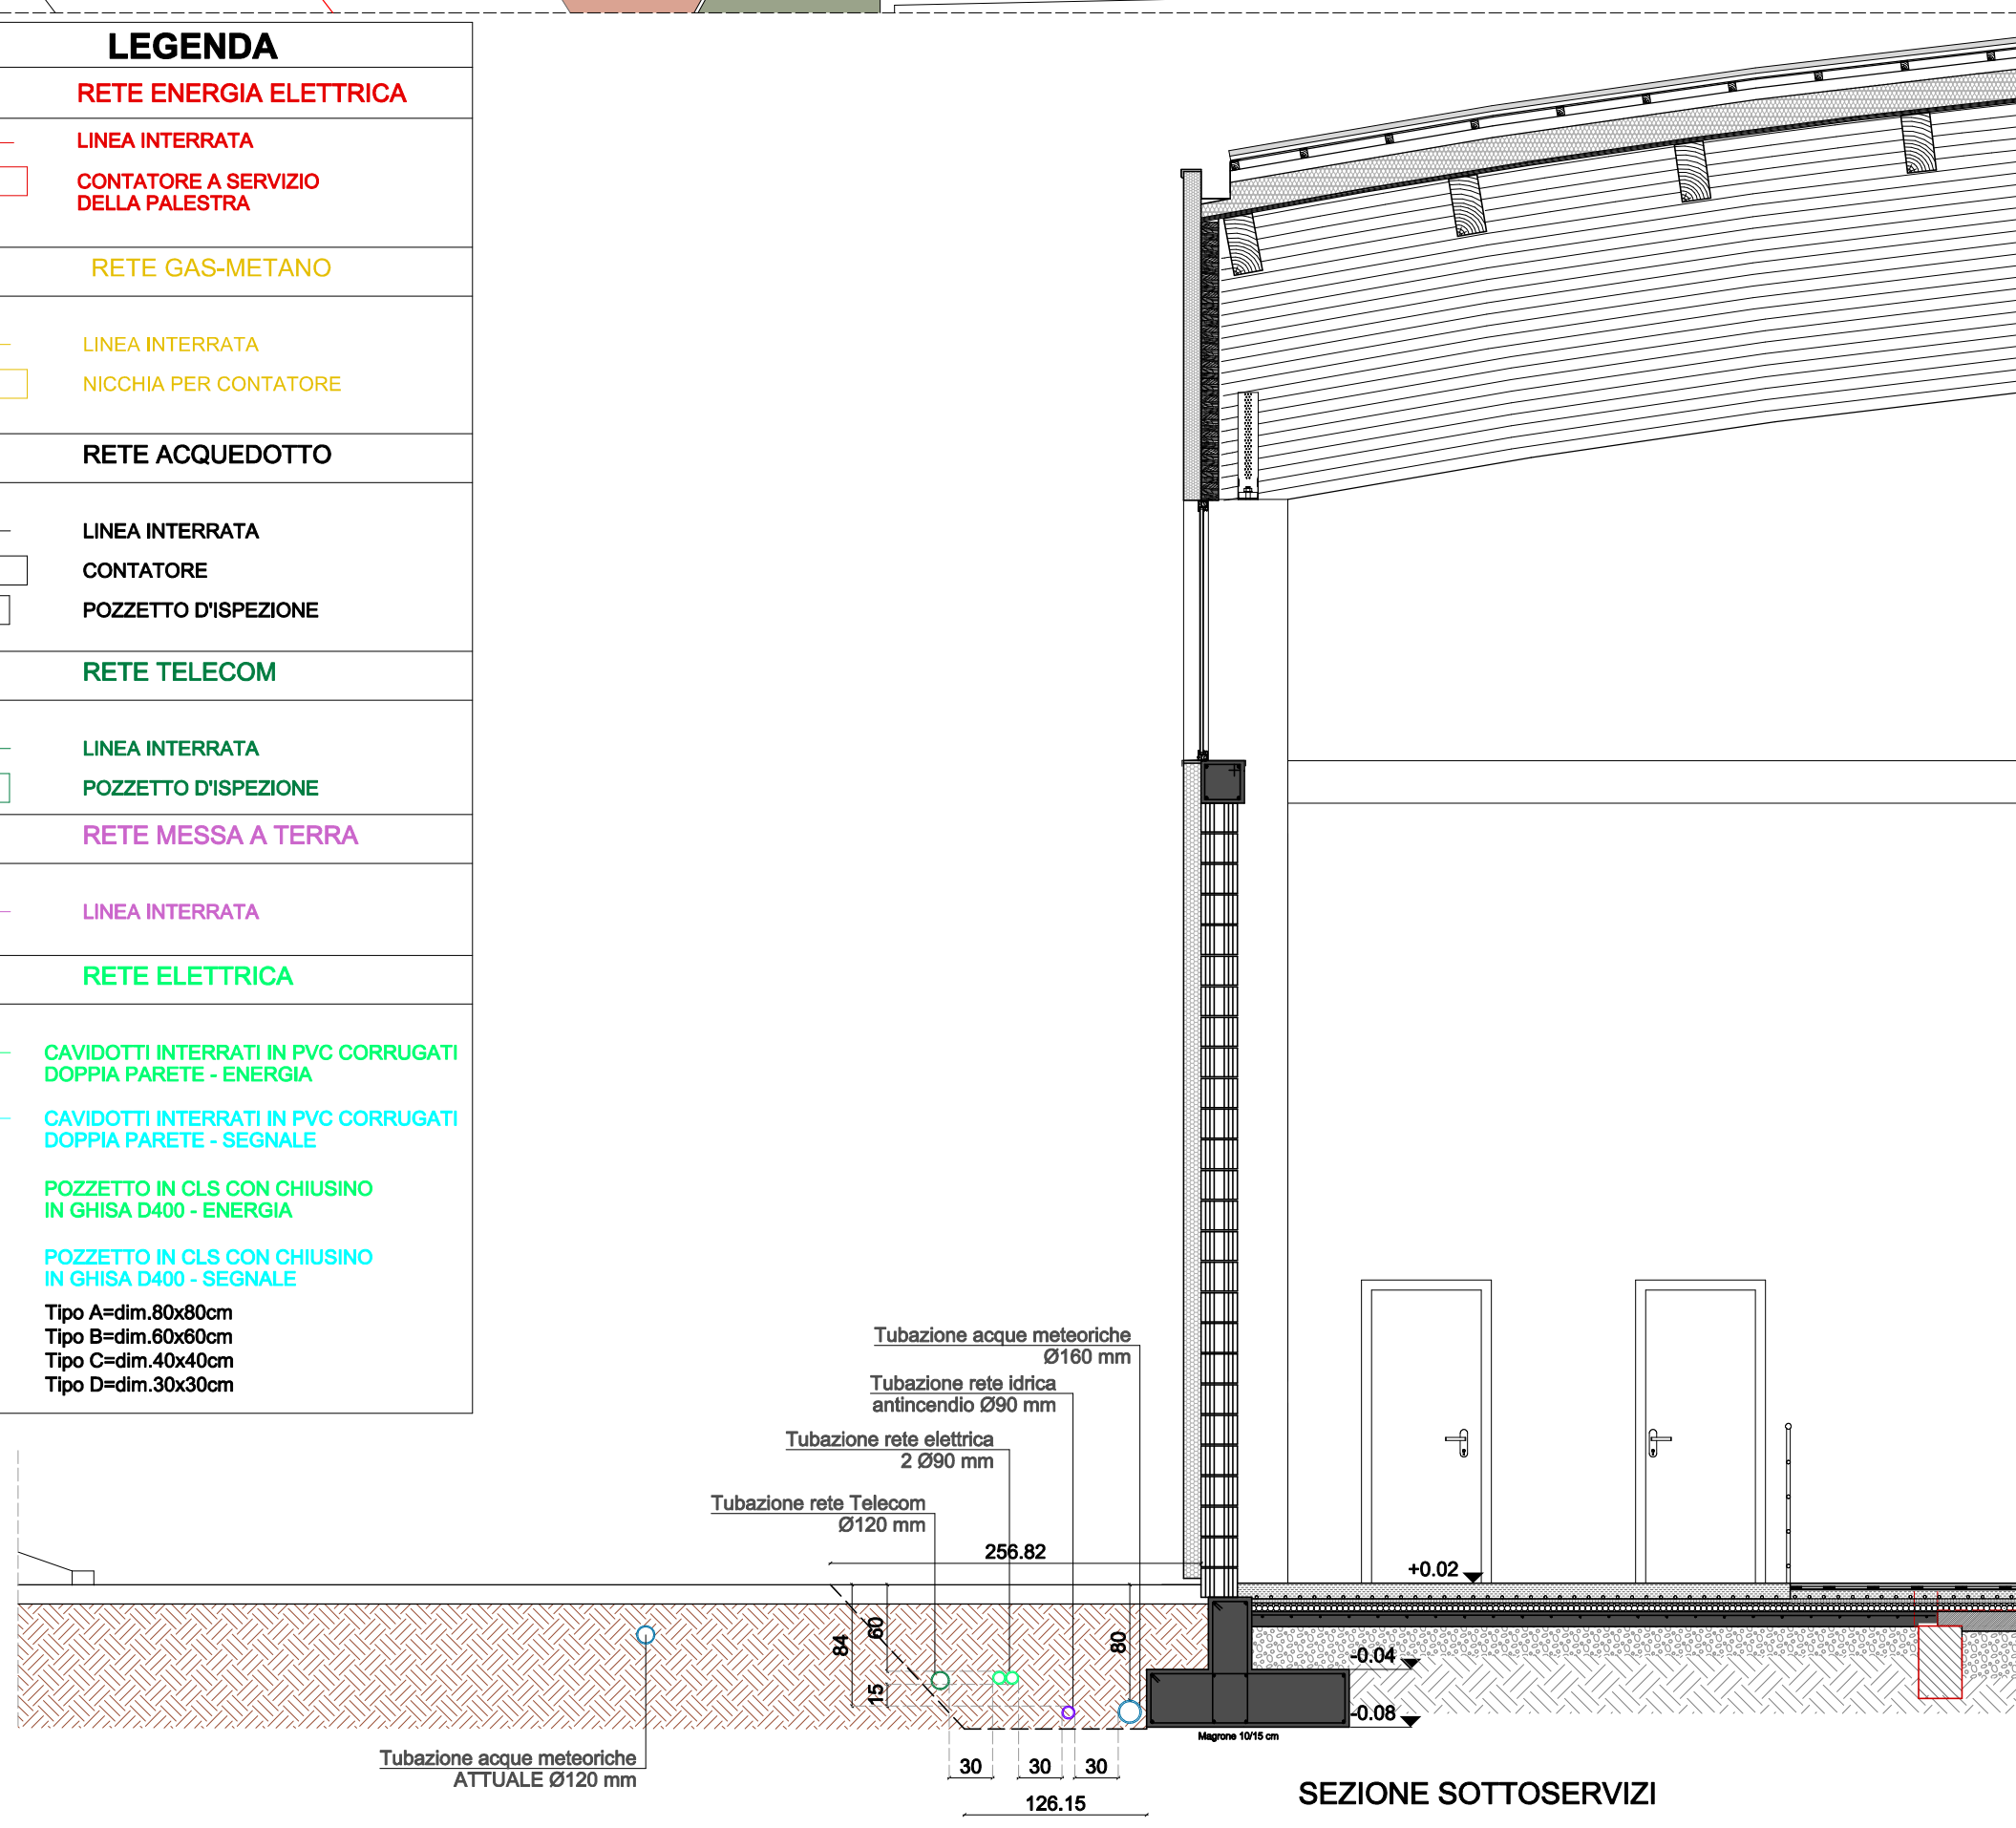 LEGENDA
RETE ENERGIA ELETTRICA
LINEA INTERRATA
CONTATORE A SERVIZIO
DELLA PALESTRA
RETE GAS-METANO
LINEA INTERRATA
NICCHIA PER CONTATORE
RETE ACQUEDOTTO
LINEA INTERRATA
CONTATORE
POZZETTO D'ISPEZIONE
RETE TELECOM
LINEA INTERRATA
POZZETTO D'ISPEZIONE
RETE MESSA A TERRA
LINEA INTERRATA
RETE ELETTRICA
CAVIDOTTI INTERRATI IN PVC CORRUGATI
DOPPIA PARETE - ENERGIA
CAVIDOTTI INTERRATI IN PVC CORRUGATI
DOPPIA PARETE - SEGNALE
POZZETTO IN CLS CON CHIUSINO
IN GHISA D400 - ENERGIA
POZZETTO IN CLS CON CHIUSINO
IN GHISA D400 - SEGNALE
Tipo A=dim.80x80cm
Tipo B=dim.60x60cm
Tipo C=dim.40x40cm
Tipo D=dim.30x30cm
Tubazione acque meteoriche
Ø160 mm
Tubazione rete idrica
antincendio Ø90 mm
Tubazione rete elettrica
2 Ø90 mm
Tubazione rete Telecom
Ø120 mm
256.82
+0.02
60
84
80
15
-0.04
-0.08
Magrone 10/15 cm
Tubazione acque meteoriche
ATTUALE Ø120 mm
30
30
30
126.15
SEZIONE SOTTOSERVIZI